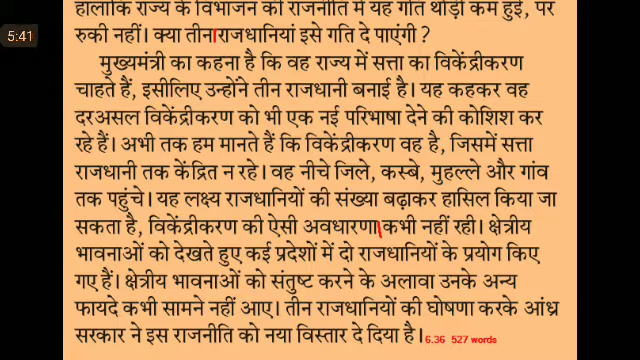 हालांकि राज्य के विभाजन की राजनीति में यह गति थोड़ी कम हुई, पर
5:41
रुकी नहीं। क्या तीना राजधानियां इसे गति दे पाएंगी ?
मुख्यमंत्री का कहना है कि वह राज्य में सत्ता का विकेंद्रीकरण
चाहते हैं, इसीलिए उन्होंने तीन राजधानी बनाई है। यह कहकर वह
दरअसल विकेंद्रीकरण को भी एक नई परिभाषा देने की कोशिश कर
रहे हैं। अभी तक हम मानते हैं कि विकेंद्रीकरण वह है, जिसमें सत्ता
राजधानी तक केंद्रित न रहे। वह नीचे जिले, कस्बे, मुहल्ले और गांव
तक पहुंचे। यह लक्ष्य राजधानियों की संख्या बढ़ाकर हासिल किया जा
सकता है, विकेंद्रीकरण की ऐसी अवधारणा कभी नहीं रही। क्षेत्रीय
भावनाओं को देखते हुए कई प्रदेशों में दो राजधानियों के प्रयोग किए
गए हैं। क्षेत्रीय भावनाओं को संतुष्ट करने के अलावा उनके अन्य
फायदे कभी सामने नहीं आए। तीन राजधानियों की घोषणा करके आंध्र
सरकार ने इस राजनीति को नया विस्तार दे दिया है। 6.36 527 words